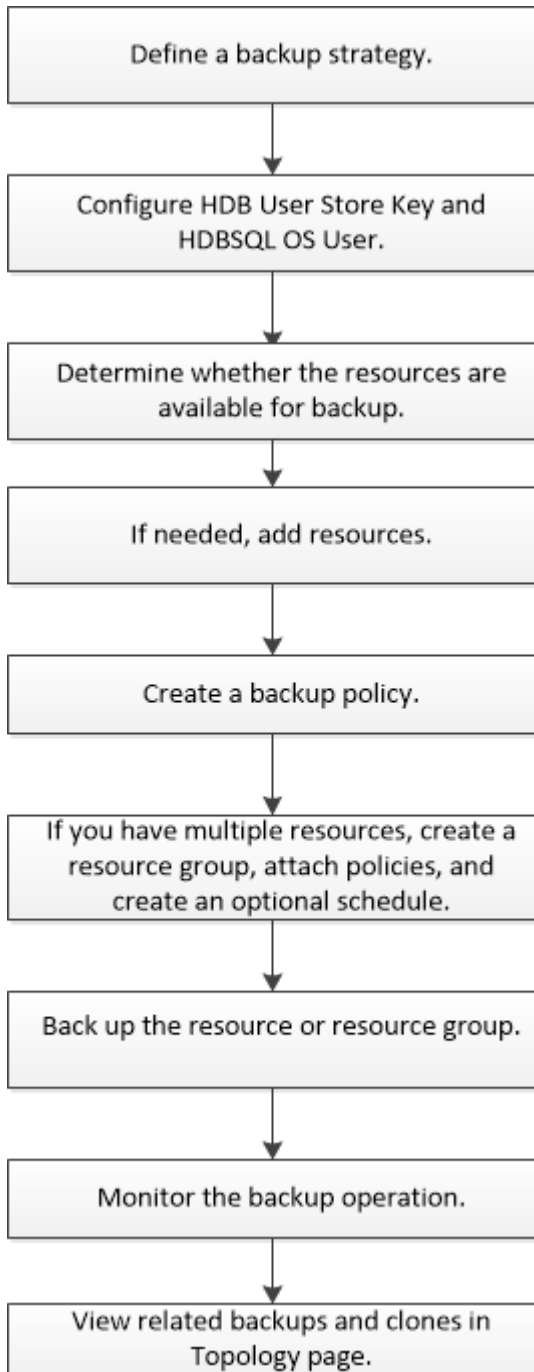 Define a backup strategy.
Configure HDB User Store Key and
HDBSQL OS User.
Determine whether the resources are
available for backup.
If needed, add resources.
Create a backup policy.
If you have multiple resources, create a
resource group, attach policies, and
create an optional schedule.
Back up the resource or resource group.
Monitor the backup operation.
View related backups and clones in
Topology page.